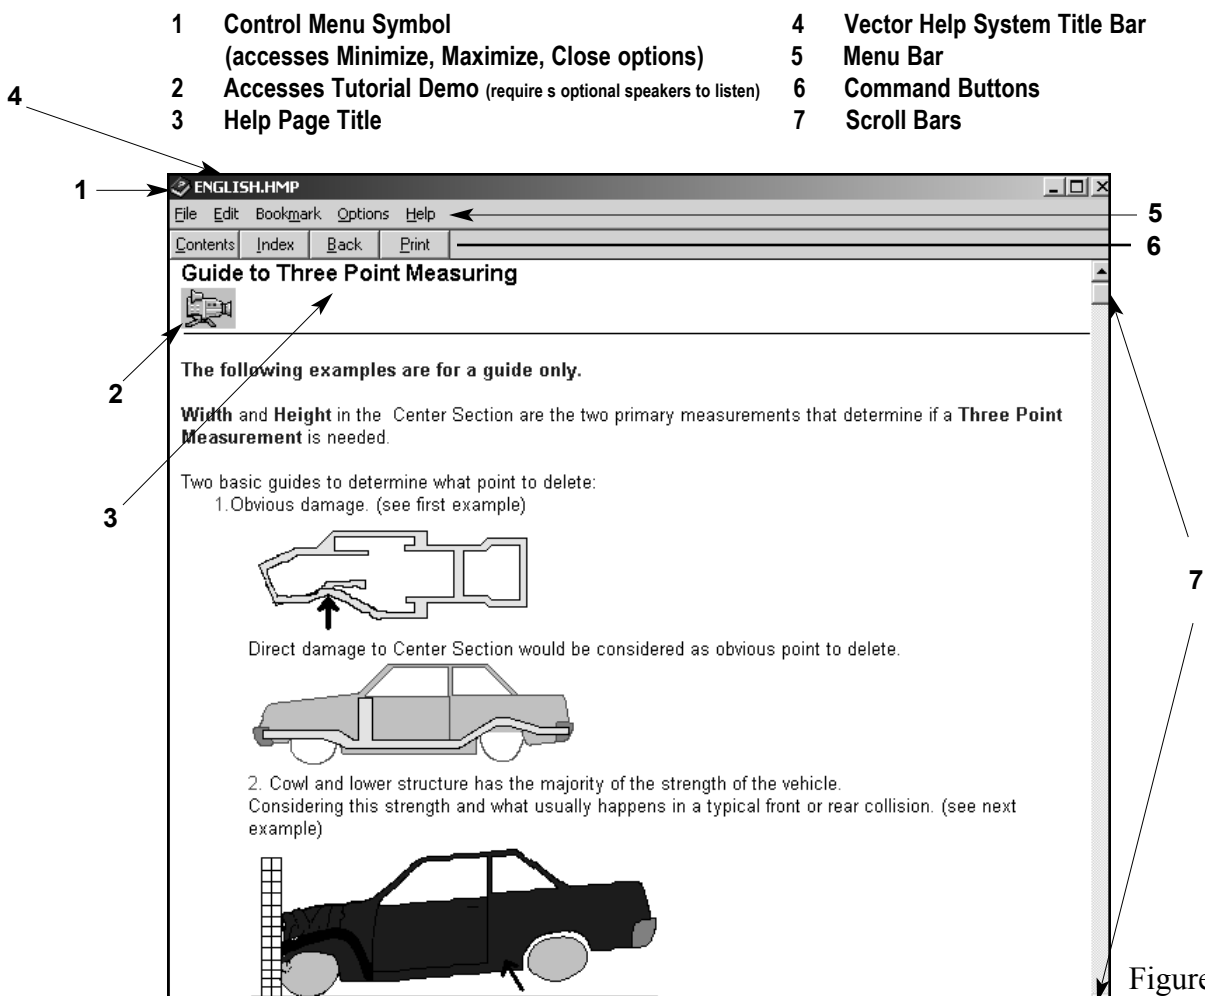 1 Control Menu Symbol
(accesses Minimize, Maximize, Close options)
2 Accesses Tutorial Demo (require s optional speakers to listen)
3 Help Page Title
4 Vector Help System Title Bar
5 Menu Bar
6 Command Buttons
7 Scroll Bars
4
1
ENGLISH.HMP
File Edit Bookmark Options Help
5
Contents Index Back Print
6
Guide to Three Point Measuring
2
The following examples are for a guide only.
Width and Height in the Center Section are the two primary measurements that determine if a Three Point
Measurement is needed.
Two basic guides to determine what point to delete:
1.Obvious damage. (see first example)
3
7
Direct damage to Center Section would be considered as obvious point to delete.
2. Cowl and lower structure has the majority of the strength of the vehicle.
Considering this strength and what usually happens in a typical front or rear collision. (see next
example)
Figure